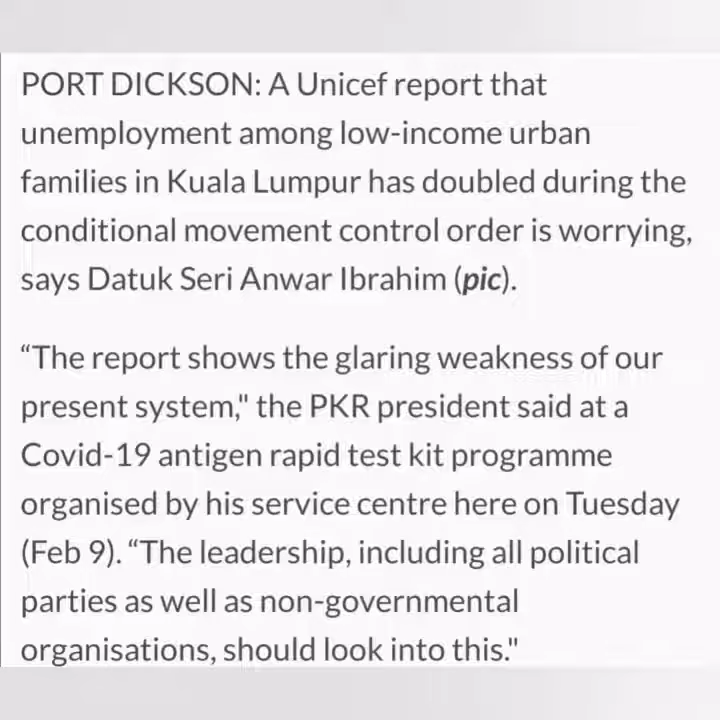 PORT DICKSON: A Unicef report that
unemployment among low-income urban
families in Kuala Lumpur has doubled during the
conditional movement control order is worrying,
says Datuk Seri Anwar Ibrahim (pic).
“The report shows the glaring weakness of our
present system," the PKR president said at a
Covid-19 antigen rapid test kit programme
organised by his service centre here on Tuesday
(Feb 9). “The leadership, including all political
parties as well as non-governmental
organisations, should look into this."